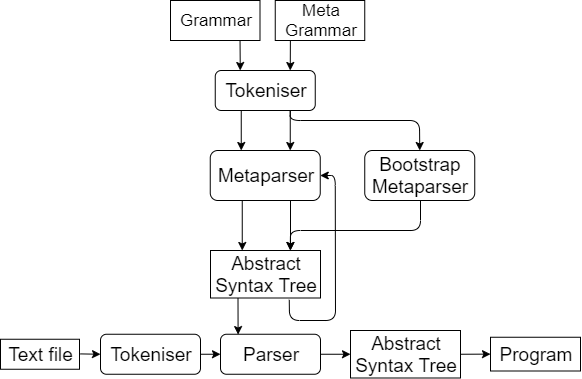 Grammar
Meta
Grammar
Tokeniser
Metaparser
Bootstrap
Metaparser
Abstract
Syntax Tree
Text file
Tokeniser
Parser
Abstract
Syntax Tree
Program